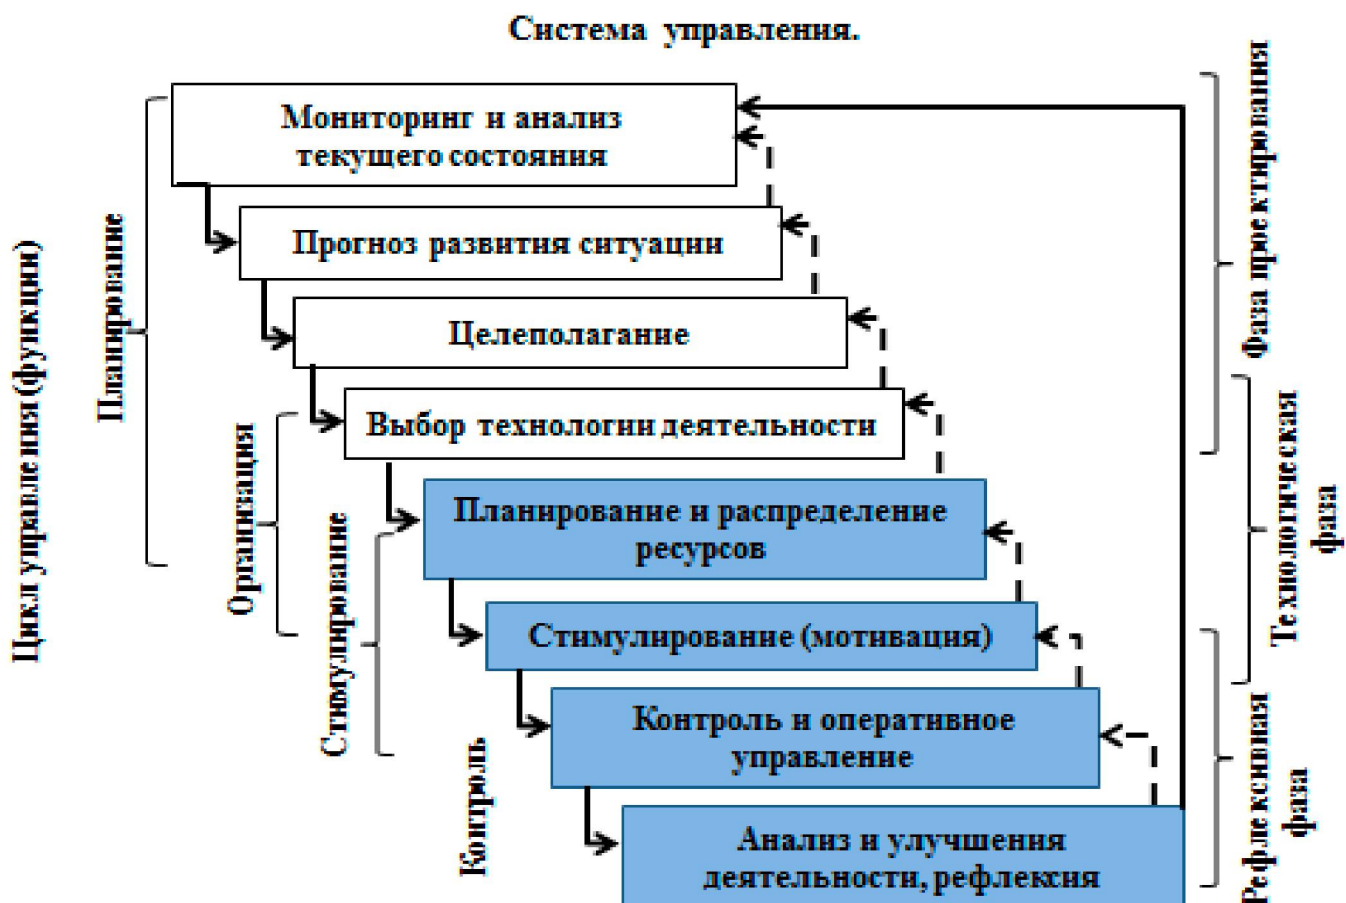 Система управления.
Мониторинг и анализ
текущего состояния
Прогноз развития ситуации
Целеполагание
Выбор технологии деятельности
Планирование и распределение
ресурсов
Стимулирование (мотивация)
Контроль и оперативное
управление
Анализ и улучшения
деятельности, рефлексия
Цикл управления (функции)
Планирование
Организация
Стимулирование
Контроль
Фаза проектирования
Технологическая
фаза
Рефлексивная
фаза